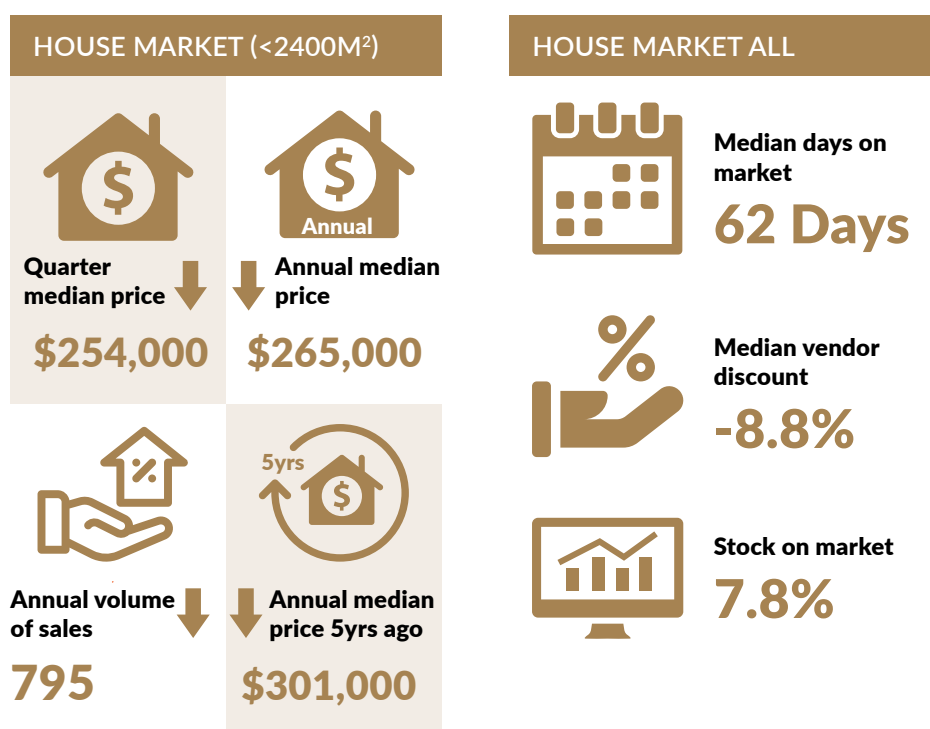 HOUSE MARKET (<2400M²)
$
Quarter
median price
$254,000
$
Annual
Annual median
price
$265,000
%
Annual volume
of sales
795
5yrs
$
Annual median
price 5yrs ago
$301,000
HOUSE MARKET ALL
Median days on
market
62 Days
%
Median vendor
discount
-8.8%
Stock on market
7.8%